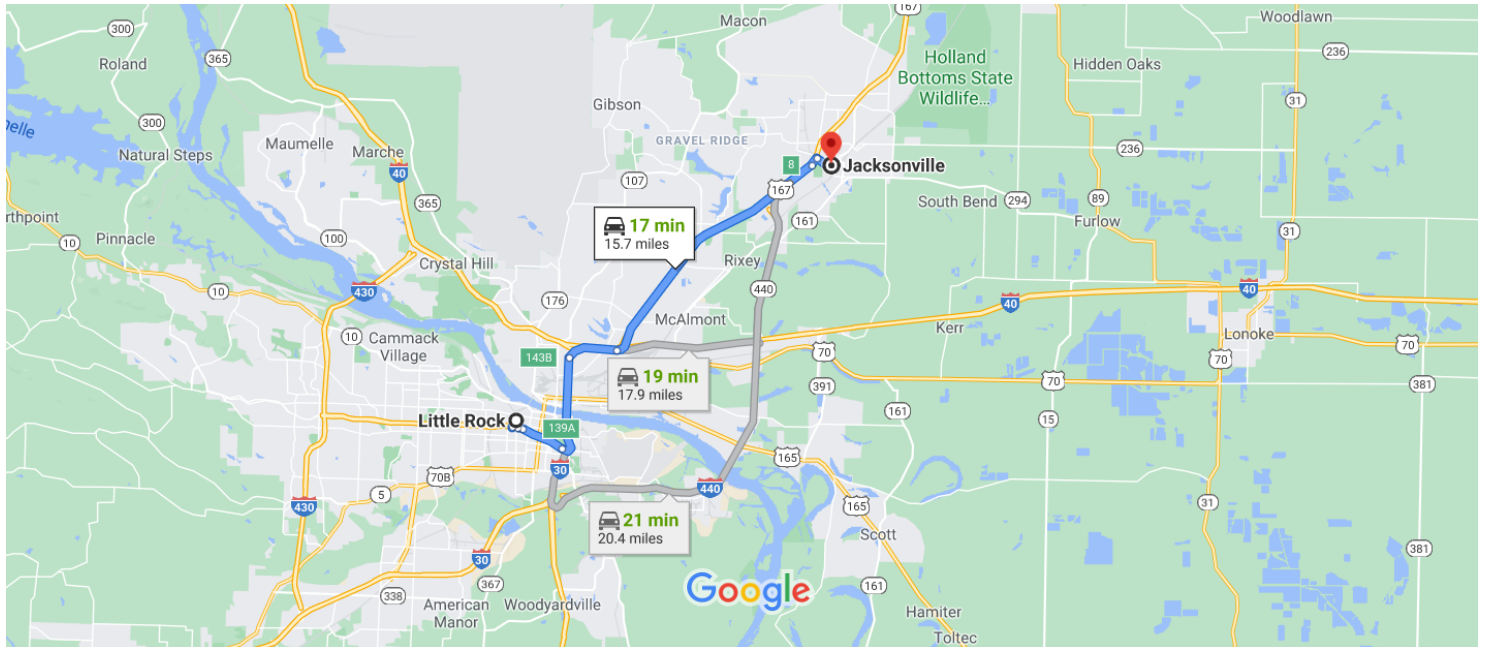 167
Macon
Woodlawn
300
236
Roland
365
Holland
Bottoms State
Wildlife...
Hidden Oaks
31
Gibson
300
elle
GRAVEL RIDGE
Maumelle
Marche
236
Natural Steps
8
Jacksonville
40
107
167
89
365
South Bend
294
rthpoint
17 min
15.7 miles
161
Furlow
31
10
Pinnacle
100
Rixey
Crystal Hill
430
10
176
440
40
40
McAlmont
Kerr
Lonoke
10
Cammack
Village
143B
70
70
70
19 min
17.9 miles
391
70
381
Little Rock
139A
161
15
165
30
70B
440
5
430
165
31
21 min
20.4 miles
Scott
30
381
367
Google
161
338
American
Manor
Woodyardville
Hamiter
Toltec